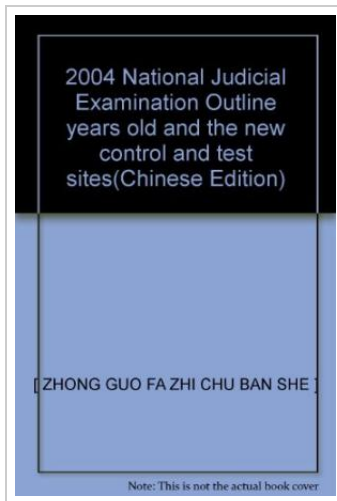 2004 National Judicial
Examination Outline
years old and the new
control and test
sites(Chinese Edition)
[ ZHONG GUO FA ZHI CHU BAN SHE ]
Note: This is not the actual book cover